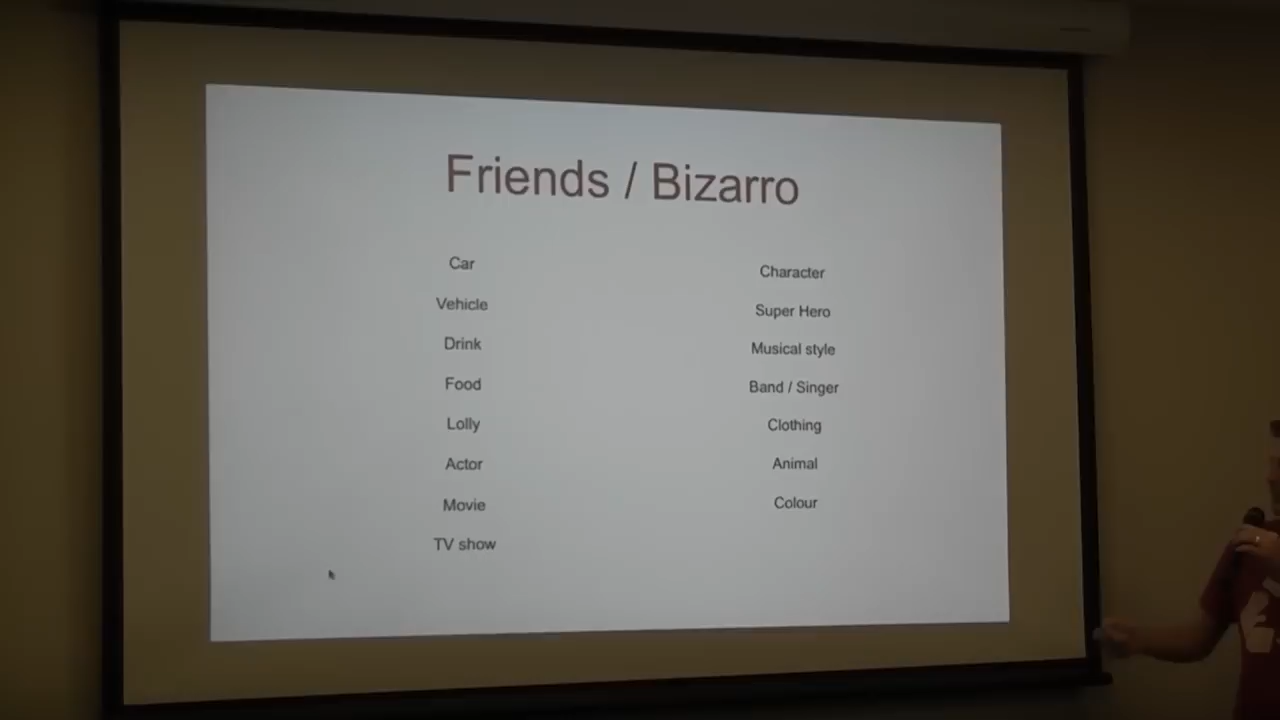 Friends / Bizarro
Car
Vehicle
Drink
Food
Lolly
Actor
Movie
TV show
Character
Super Hero
Musical style
Band / Singer
Clothing
Animal
Colour